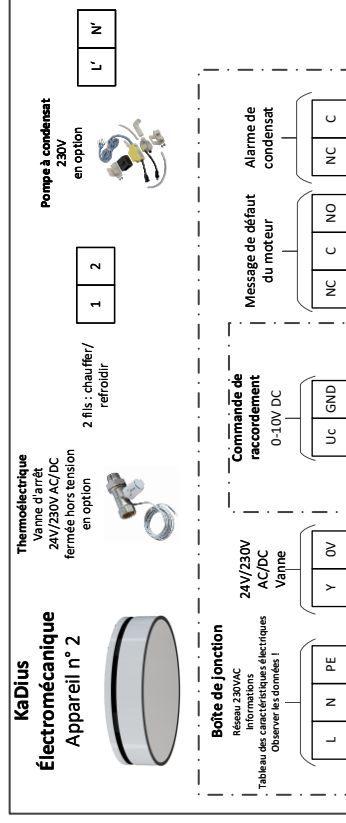 KaDius
Électromécanique
Appareil n° 2
Thermoélectrique
Vanne d'arrêt
24V/230V AC/DC
fermée hors tension
en option
2 fils : chauffer/
refroidir
1 2
Pompe à condensat
230V
en option
L' N'
Boîte de jonction
Réseau 230VAC
Informations
Tableau des caractéristiques électriques
Observer les données !
L N PE
24V/230V
AC/DC
Vanne
Y 0V
Commande de
raccordement
0-10V DC
Uc GND
Message de défaut
du moteur
NC C NO
Alarme de
condensat
NC C